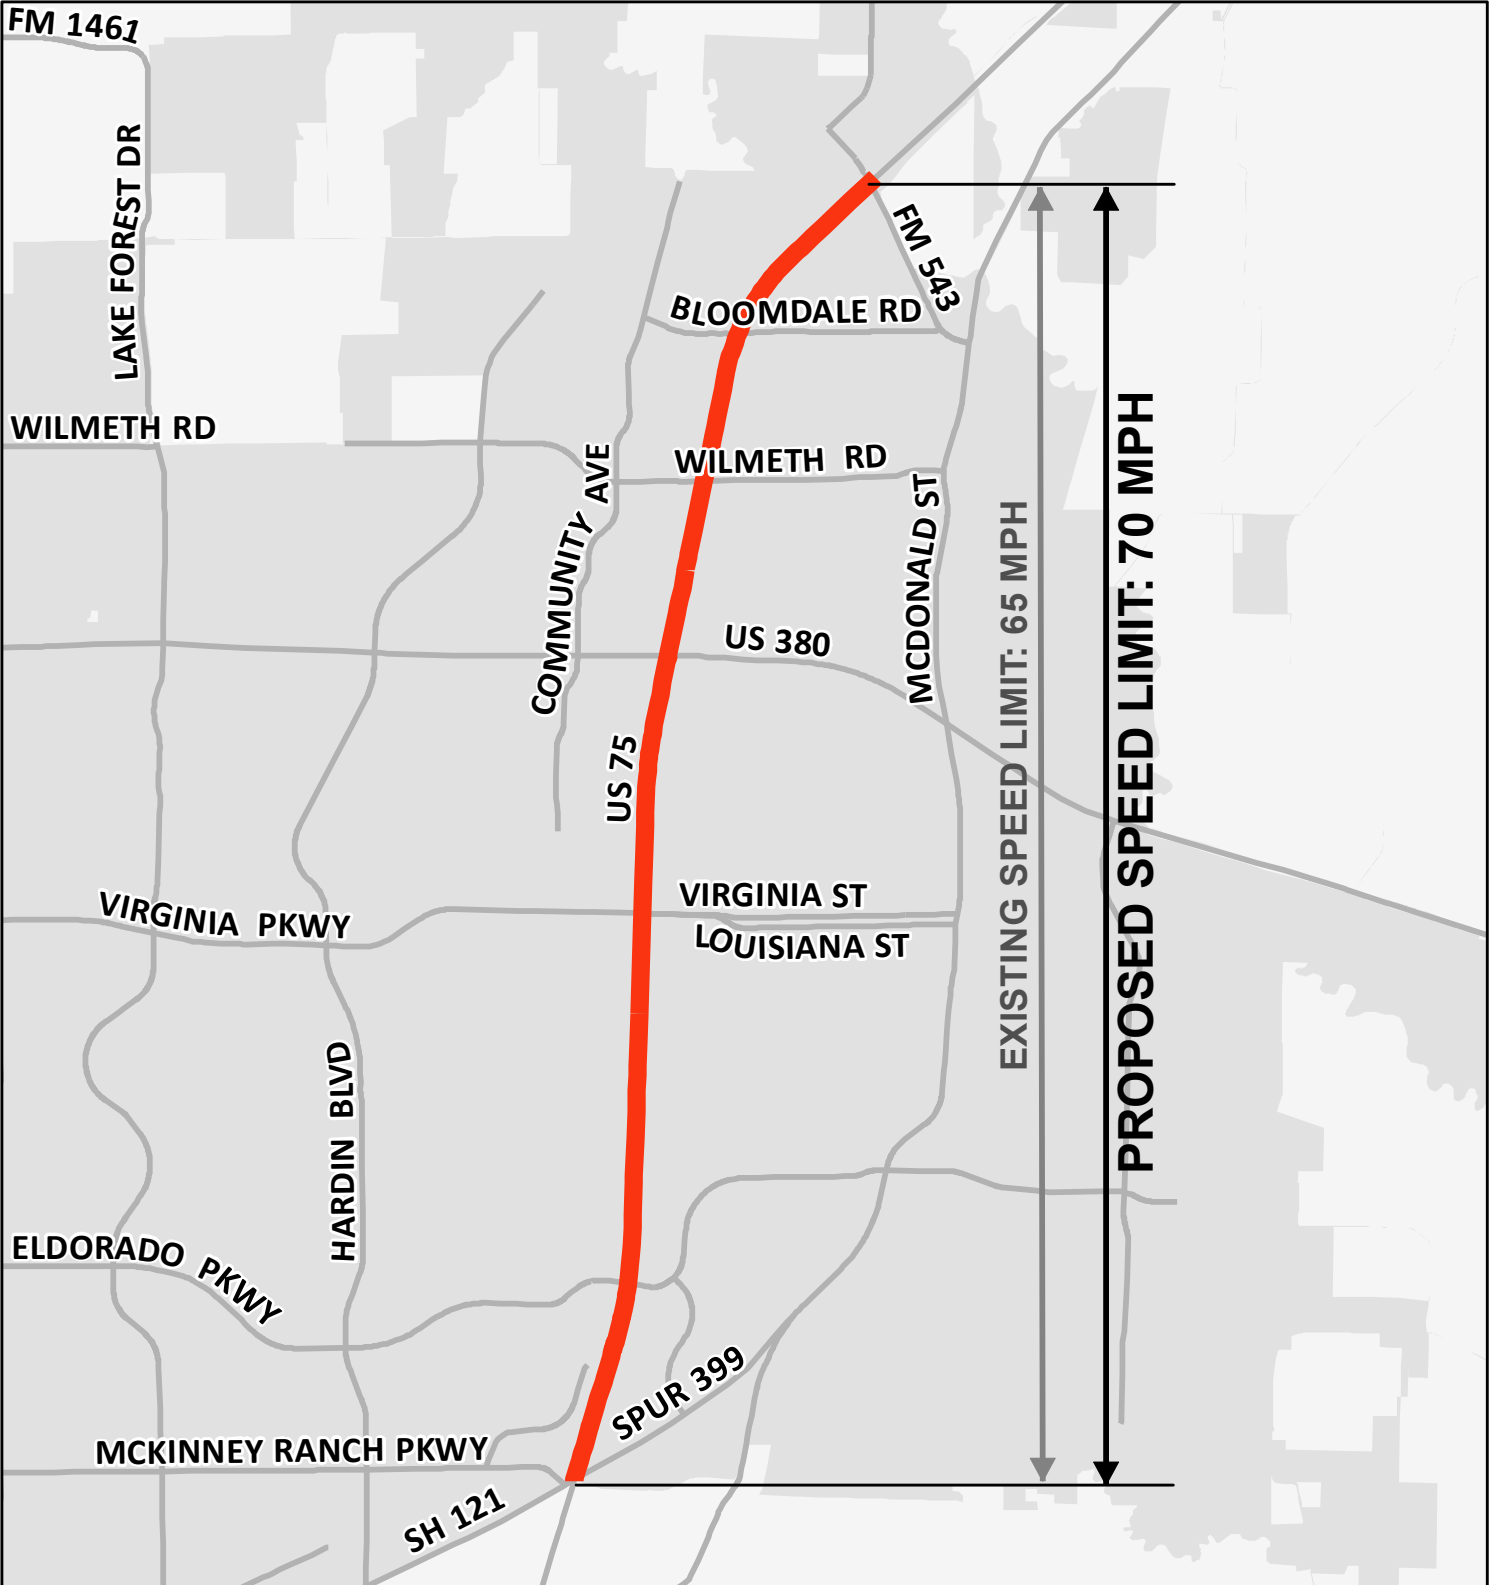 FM 1461
LAKE FOREST DR
FM 543
BLOOMDALE RD
WILMETH RD
WILMETH RD
COMMUNITY AVE
MCDONALD ST
US 380
US 75
EXISTING SPEED LIMIT: 65 MPH
PROPOSED SPEED LIMIT: 70 MPH
VIRGINIA PKWY
VIRGINIA ST
LOUISIANA ST
HARDIN BLVD
ELDORADO PKWY
SPUR 399
MCKINNEY RANCH PKWY
SH 121